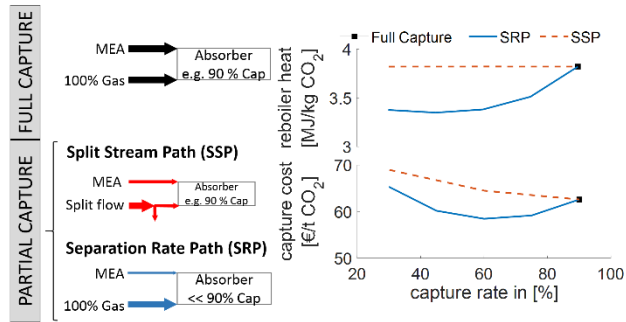 FULL CAPTURE
MEA
100% Gas
Absorber
e.g. 90 % Cap
PARTIAL CAPTURE
Split Stream Path (SSP)
MEA
Split flow
Absorber
e.g. 90% Cap
Separation Rate Path (SRP)
MEA
100% Gas
Absorber
<< 90% Cap
Full Capture
SRP
SSP
reboiler heat
[MJ/kg CO2]
4
3.5
3
capture cost
[€/t CO2]
70
60
50
20
40
60
80
100
capture rate in [%]